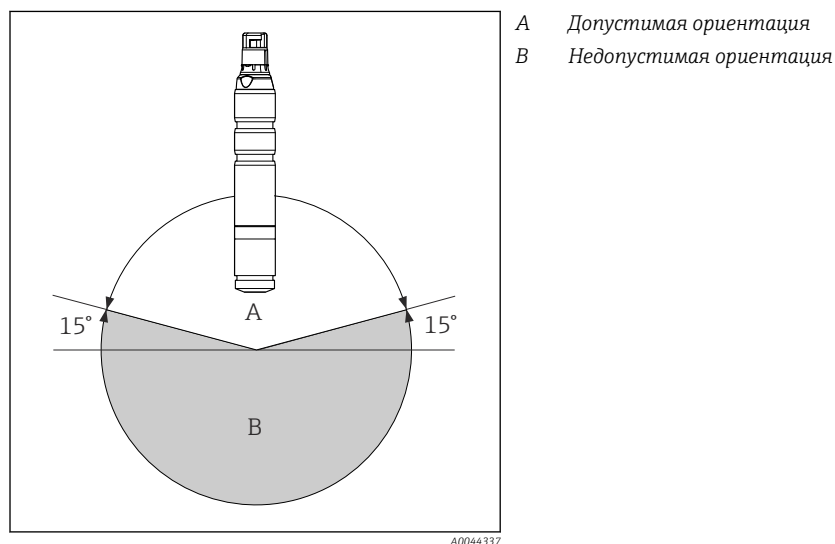 A Допустимая ориентация
B Недопустимая ориентация
A
15°
15°
B
A0044337